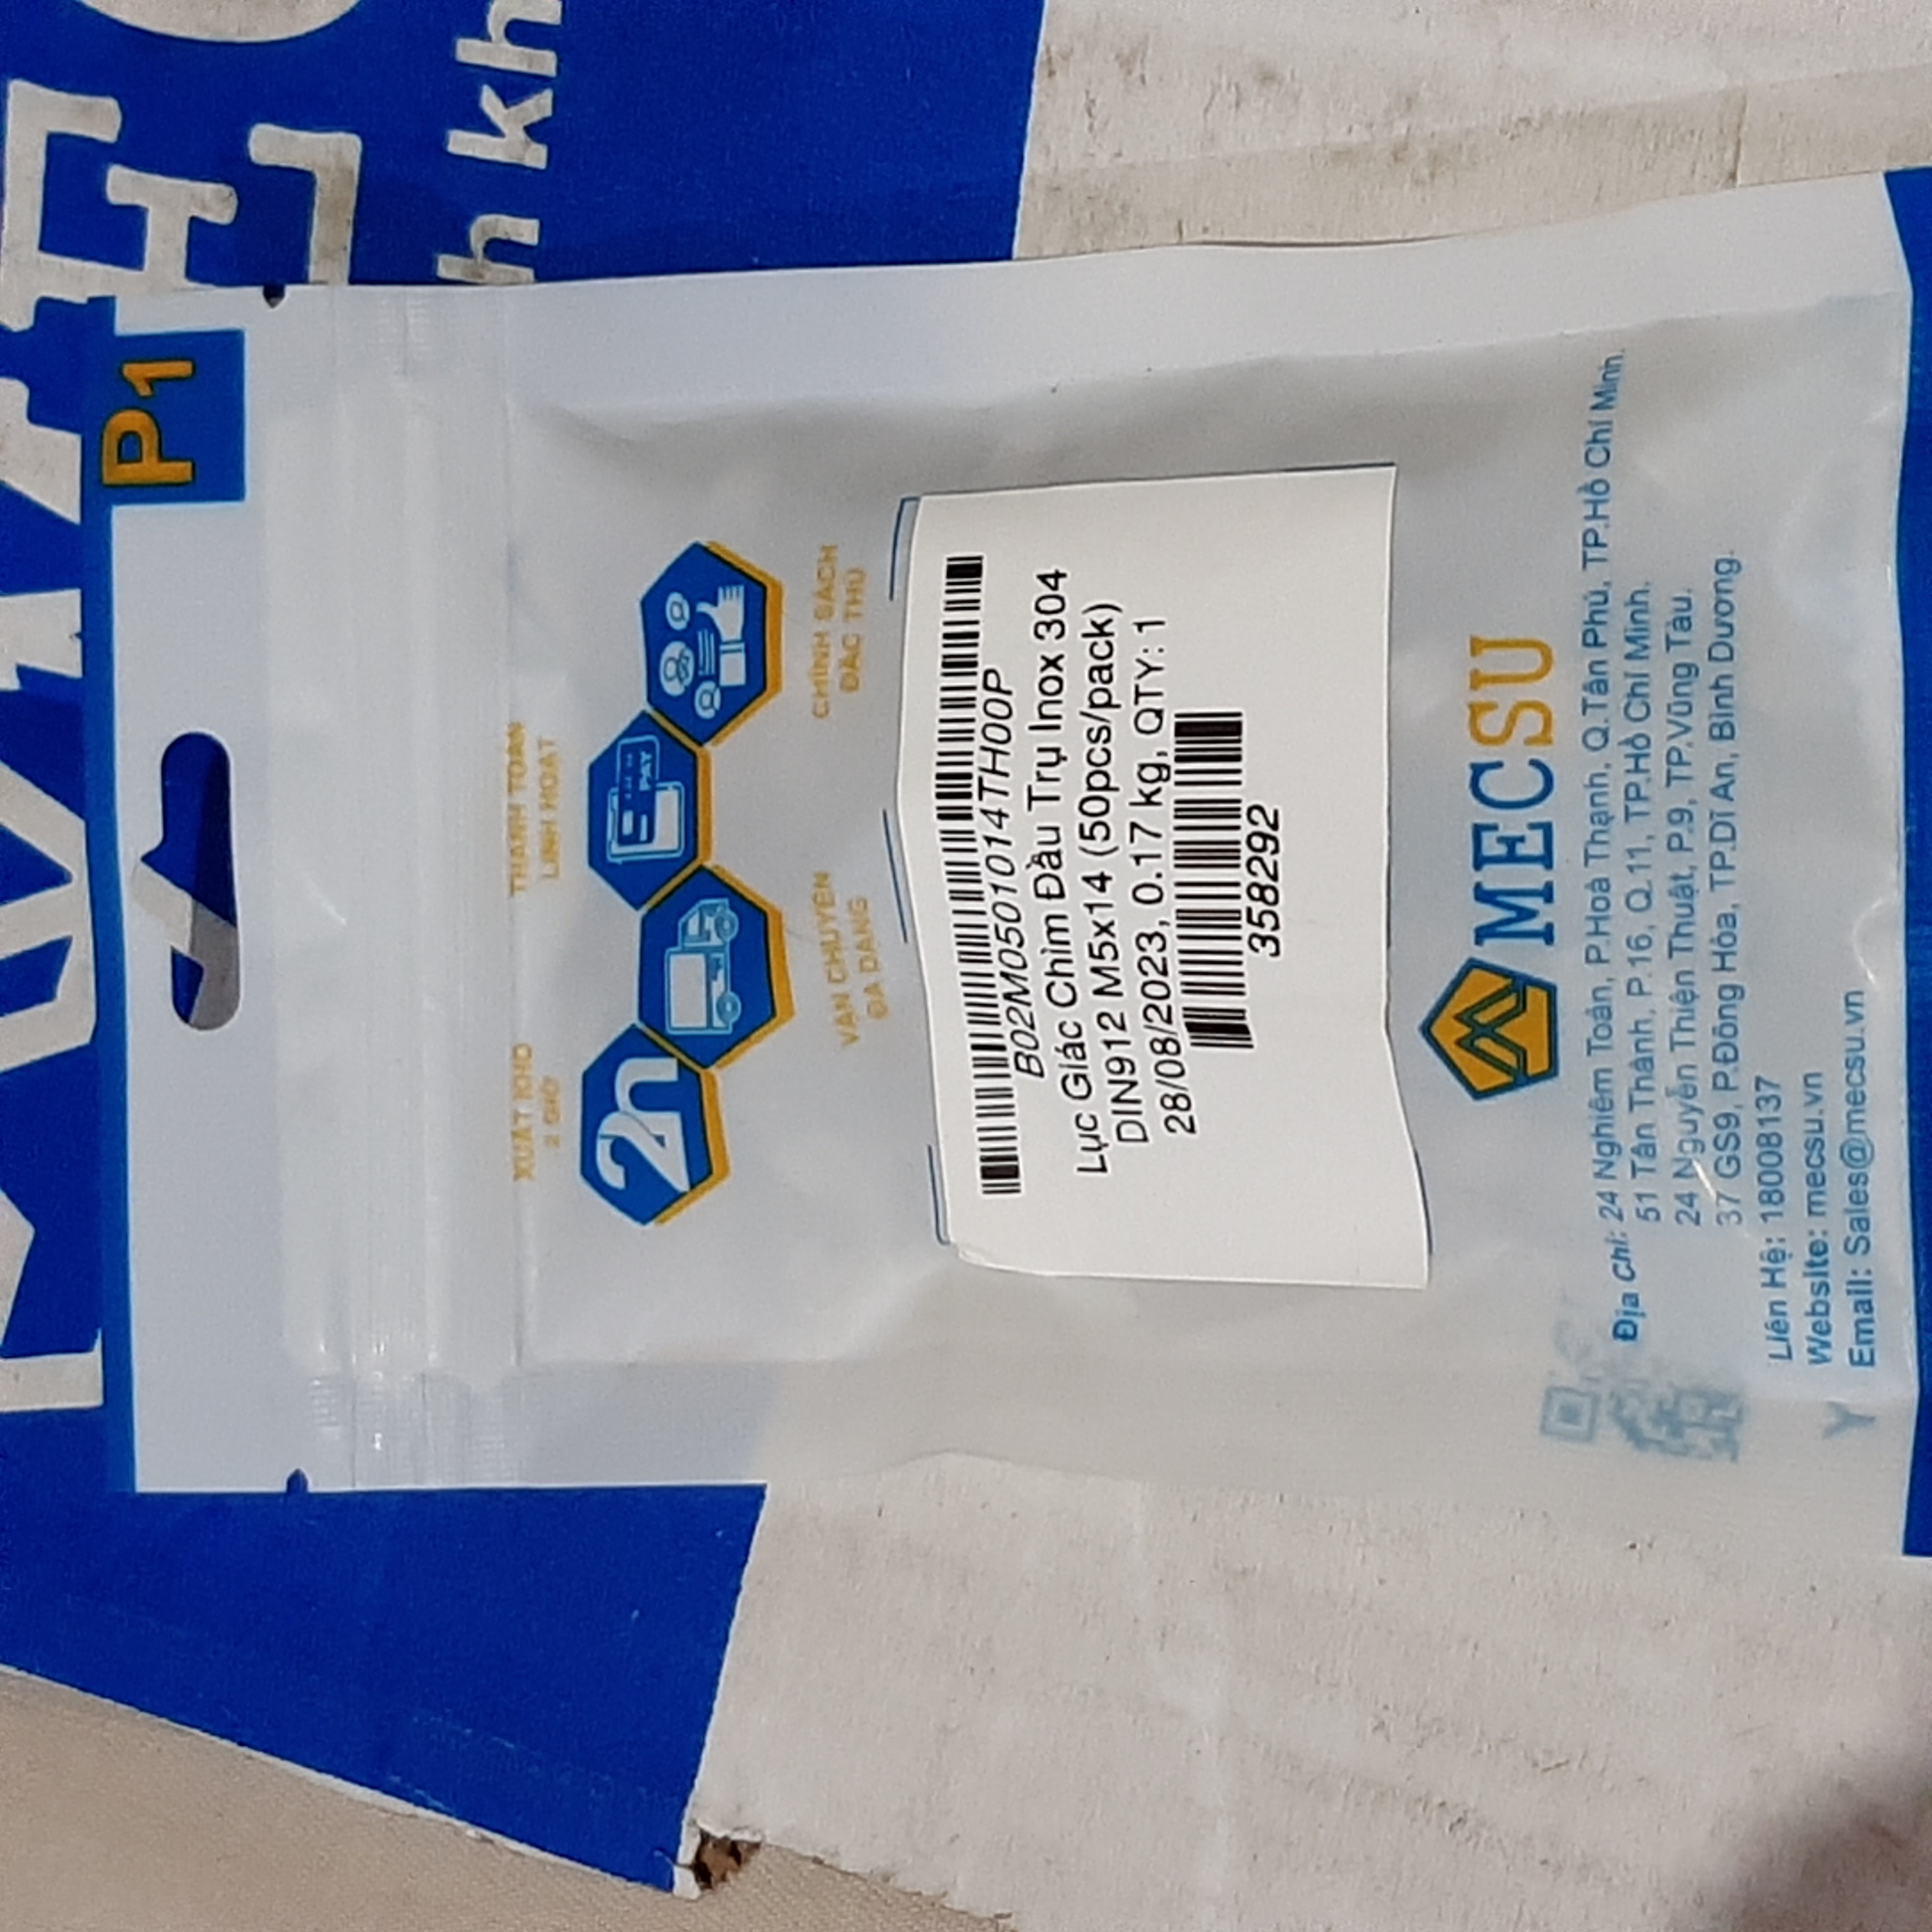 h kh
P1
XUẤT KHO
2 GIỜ
THANH TOÁN
LINH HOẠT
2h
PAY
VẬN CHUYỂN
ĐA DẠNG
CHÍNH SÁCH
ĐẶC THÙ
B02M0501014TH00P
Lục Giác Chìm Đầu Trụ Inox 304
DIN912 M5x14 (50pcs/pack)
28/08/2023, 0.17 kg, QTY: 1
358292
MECSU
Địa Chỉ: 24 Nghiêm Toản, P.Hoà Thạnh, Q.Tân Phú, TP.Hồ Chí Minh.
51 Tân Thành, P.16, Q.11, TP.Hồ Chí Minh.
24 Nguyễn Thiện Thuật, P.9, TP.Vũng Tàu.
37 GS9, P.Đông Hòa, TP.Dĩ An, Bình Dương.
Liên Hệ: 18008137
Website: mecsu.vn
Email: Sales@mecsu.vn